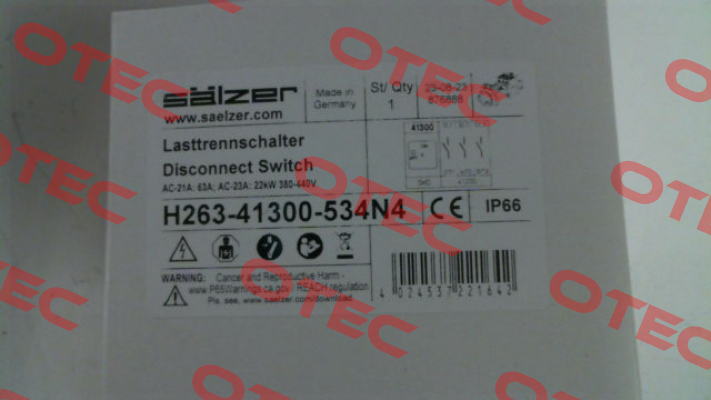 sälzer
www.saelzer.com
Made in
Germany
St/ Qty
1
Lasttrennschalter
Disconnect Switch
AC-21A: 63A; AC-23A: 22kW 380-440V
41300
H263-41300-534N4
CE
IP66
WARNING: Cancer and Reproductive Harm -
www.P65Warnings.ca.gov / REACH regulation
Pls. see, www.saelzer.com/download
4 024537 221642
OTEC
OTEC
OTEC
OTEC
OTEC
OTEC
OTEC
OTEC